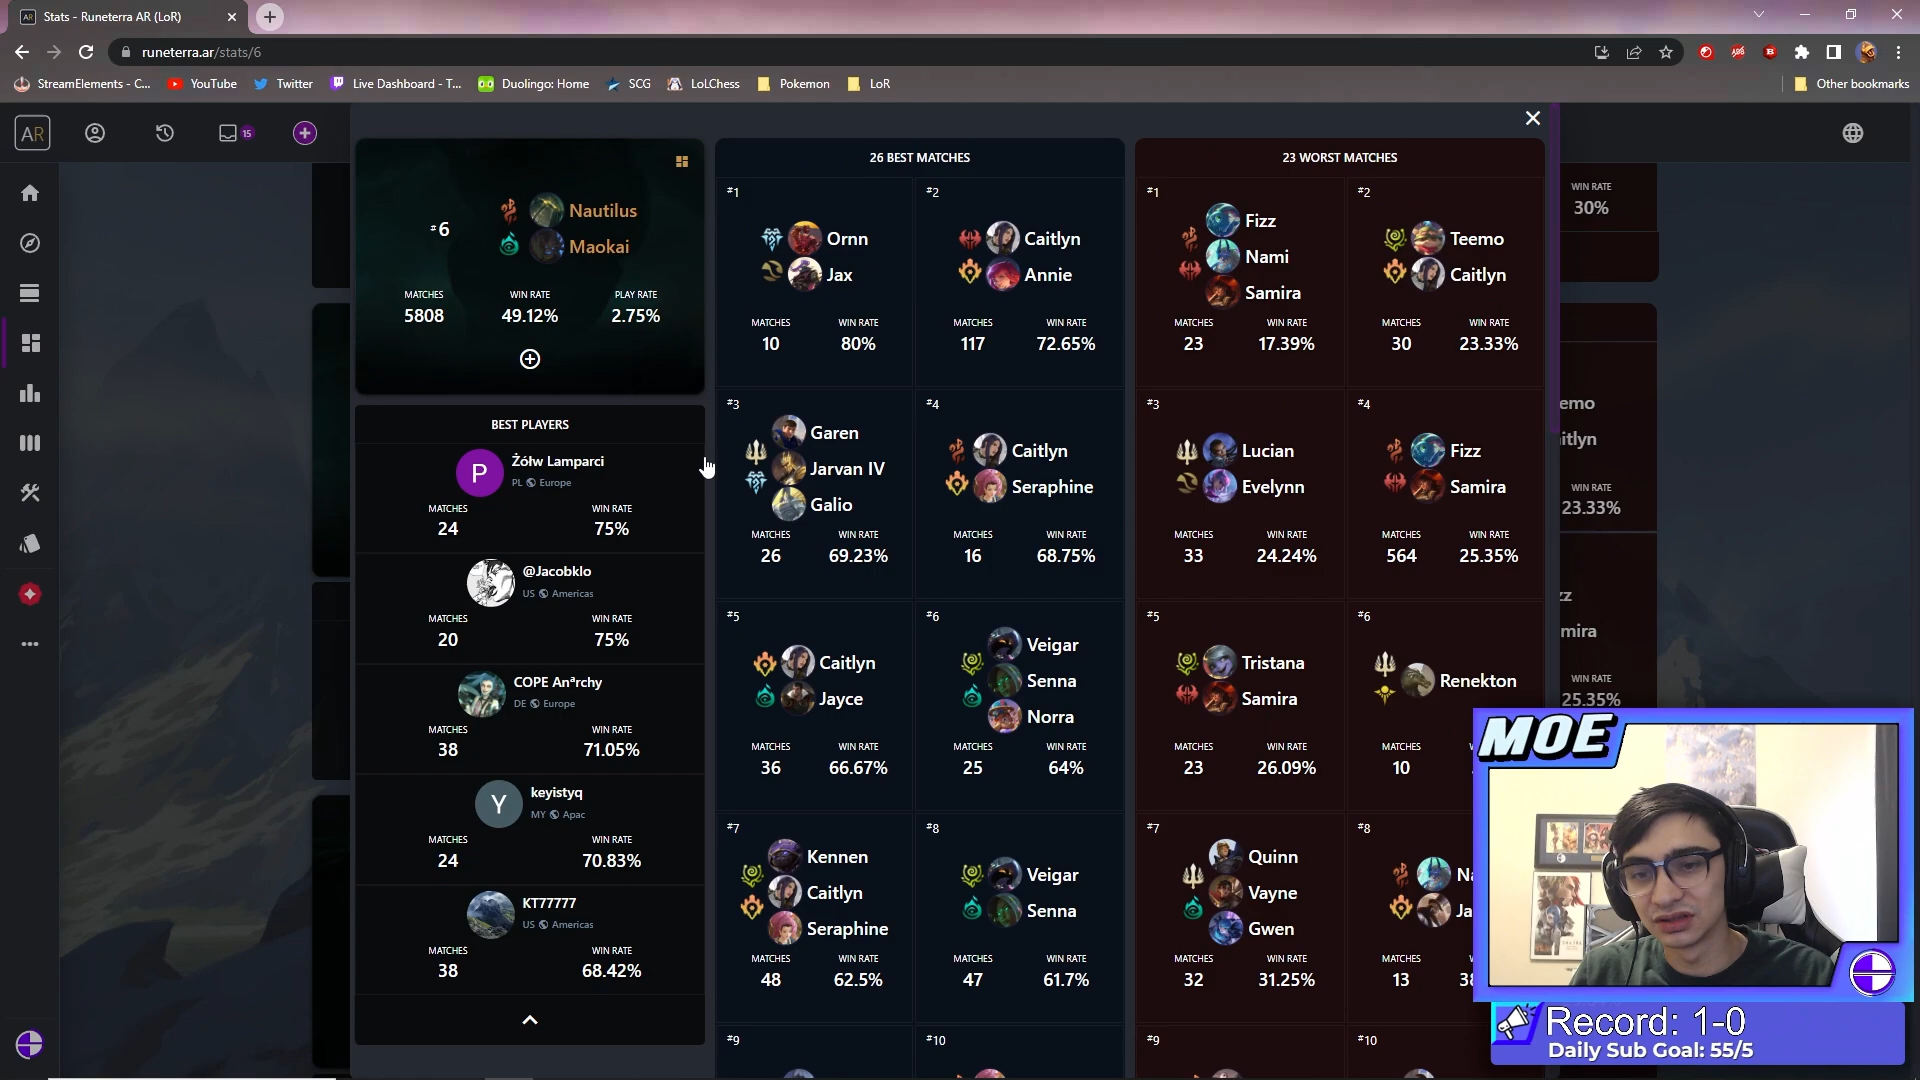 Stats - Runeterra AR (LoR)
runeterra.ar/stats/6
StreamElements - C...
YouTube
Twitter
Live Dashboard - T...
Duolingo: Home
SCG
LoLChess
Pokemon
LoR
Other bookmarks
AR
15
#6
Nautilus
Maokai
MATCHES WIN RATE PLAY RATE
5808 49.12% 2.75%
BEST PLAYERS
P
Żółw Lamparci
PL Europe
MATCHES WIN RATE
24 75%
@Jacobklo
US Americas
MATCHES WIN RATE
20 75%
COPE Anªrchy
DE Europe
MATCHES WIN RATE
38 71.05%
Y
keyistyq
MY Apac
MATCHES WIN RATE
24 70.83%
KT77777
US Americas
MATCHES WIN RATE
38 68.42%
26 BEST MATCHES
#1
Ornn
Jax
MATCHES WIN RATE
10 80%
#2
Caitlyn
Annie
MATCHES WIN RATE
117 72.65%
#3
Garen
Jarvan IV
Galio
MATCHES WIN RATE
26 69.23%
#4
Caitlyn
Seraphine
MATCHES WIN RATE
16 68.75%
#5
Caitlyn
Jayce
MATCHES WIN RATE
36 66.67%
#6
Veigar
Senna
Norra
MATCHES WIN RATE
25 64%
#7
Kennen
Caitlyn
Seraphine
MATCHES WIN RATE
48 62.5%
#8
Veigar
Senna
MATCHES WIN RATE
47 61.7%
#9
#10
23 WORST MATCHES
#1
Fizz
Nami
Samira
MATCHES WIN RATE
23 17.39%
#2
Teemo
Caitlyn
MATCHES WIN RATE
30 23.33%
#3
Lucian
Evelynn
MATCHES WIN RATE
33 24.24%
#4
Fizz
Samira
MATCHES WIN RATE
564 25.35%
#5
Tristana
Samira
MATCHES WIN RATE
23 26.09%
#6
Renekton
MATCHES
10
#7
Quinn
Vayne
Gwen
MATCHES WIN RATE
32 31.25%
#8
Na
Ja
MATCHES
13
#9
#10
WIN RATE
30%
emo
itlyn
WIN RATE
23.33%
zz
mira
WIN RATE
25.35%
MOE
Record: 1-0
Daily Sub Goal: 55/5